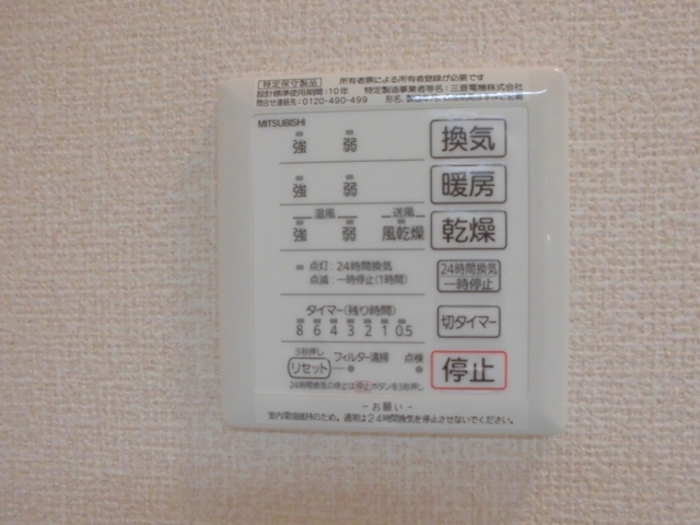 特定保守製品 所有者票による所有者登録が必要です
設計標準使用期間：10年 特定製造事業者等名：三菱電機株式会社
問合せ連絡先：0120-490-499 形名、製造年
MITSUBISHI
強 弱 換気
強 弱 暖房
温風 送風
強 弱 風乾燥 乾燥
点灯：24時間換気
点滅：一時停止(1時間)
24時間換気
一時停止
タイマー(残り時間)
8 6 4 3 2 1 0.5
切タイマー
3秒押し
リセット フィルター清掃 点検
停止
24時間換気の停止は停止ボタンを3秒押し
－お願い－
室内環境維持のため、通常は24時間換気を停止させないでください。